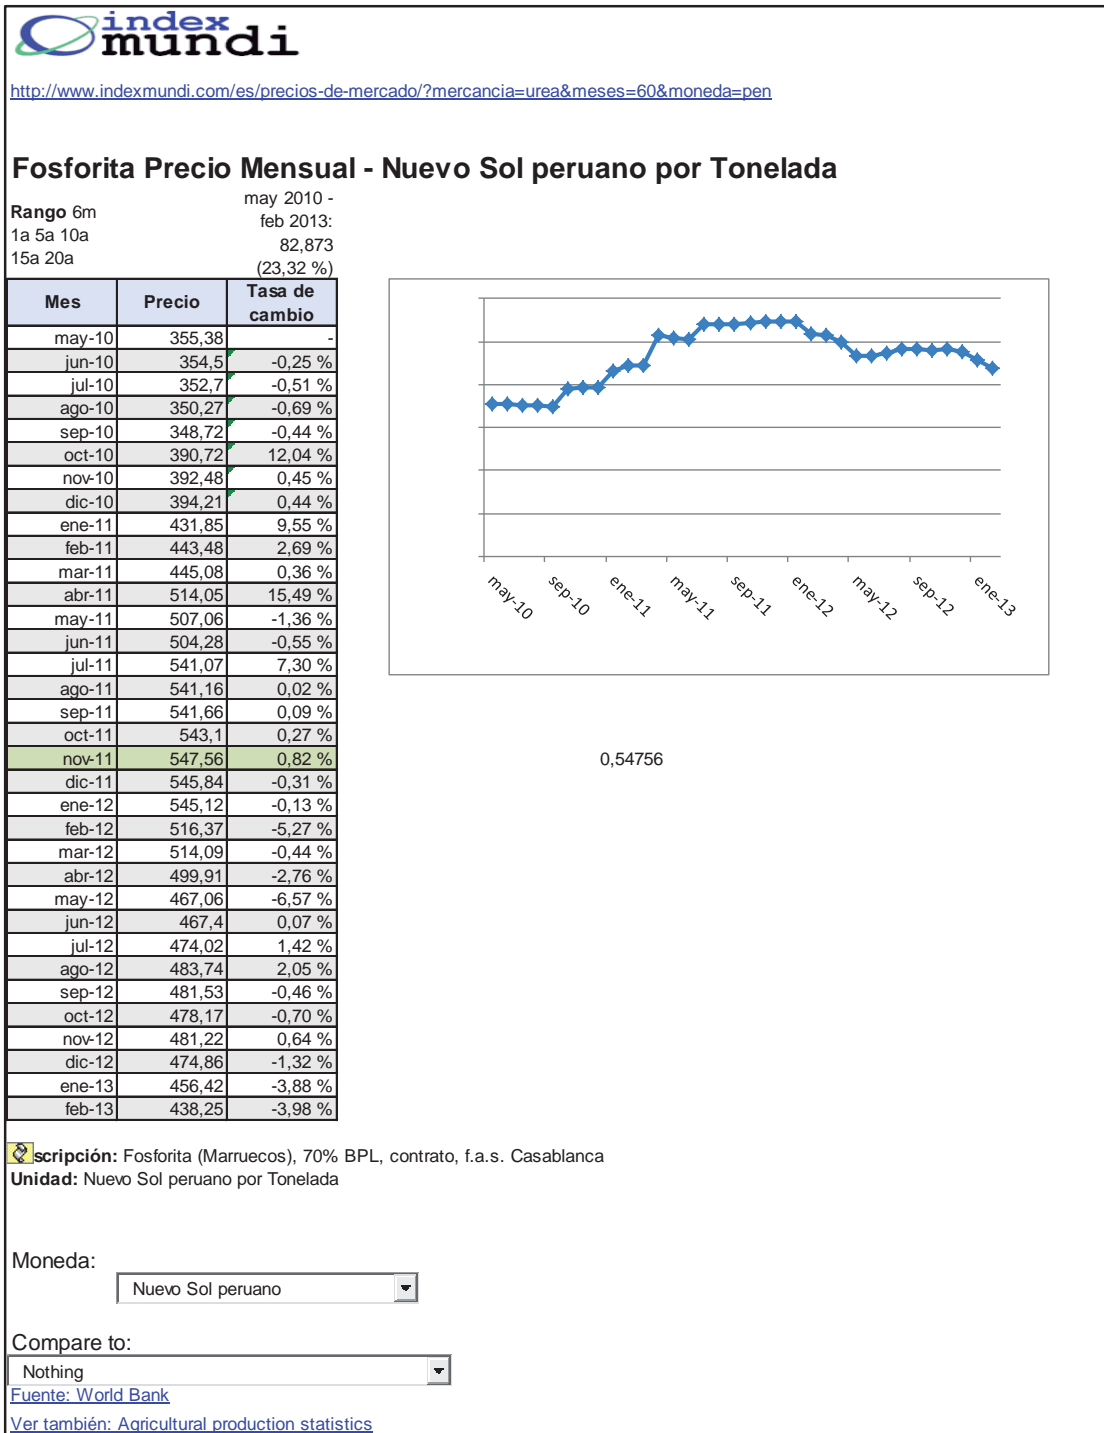 index
mundi
http://www.indexmundi.com/es/precios-de-mercado/?mercancia=urea&meses=60&moneda=pen
Fosforita Precio Mensual - Nuevo Sol peruano por Tonelada
Rango 6m
1a 5a 10a
15a 20a
may 2010 -
feb 2013:
82,873
(23,32 %)
Mes Precio Tasa de cambio
may-10 355,38 -
jun-10 354,5 -0,25 %
jul-10 352,7 -0,51 %
ago-10 350,27 -0,69 %
sep-10 348,72 -0,44 %
oct-10 390,72 12,04 %
nov-10 392,48 0,45 %
dic-10 394,21 0,44 %
ene-11 431,85 9,55 %
feb-11 443,48 2,69 %
mar-11 445,08 0,36 %
abr-11 514,05 15,49 %
may-11 507,06 -1,36 %
jun-11 504,28 -0,55 %
jul-11 541,07 7,30 %
ago-11 541,16 0,02 %
sep-11 541,66 0,09 %
oct-11 543,1 0,27 %
nov-11 547,56 0,82 %
dic-11 545,84 -0,31 %
ene-12 545,12 -0,13 %
feb-12 516,37 -5,27 %
mar-12 514,09 -0,44 %
abr-12 499,91 -2,76 %
may-12 467,06 -6,57 %
jun-12 467,4 0,07 %
jul-12 474,02 1,42 %
ago-12 483,74 2,05 %
sep-12 481,53 -0,46 %
oct-12 478,17 -0,70 %
nov-12 481,22 0,64 %
dic-12 474,86 -1,32 %
ene-13 456,42 -3,88 %
feb-13 438,25 -3,98 %
may-10 sep-10 ene-11 may-11 sep-11 ene-12 may-12 sep-12 ene-13
0,54756
scripción: Fosforita (Marruecos), 70% BPL, contrato, f.a.s. Casablanca
Unidad: Nuevo Sol peruano por Tonelada
Moneda:
Nuevo Sol peruano
Compare to:
Nothing
Fuente: World Bank
Ver también: Agricultural production statistics